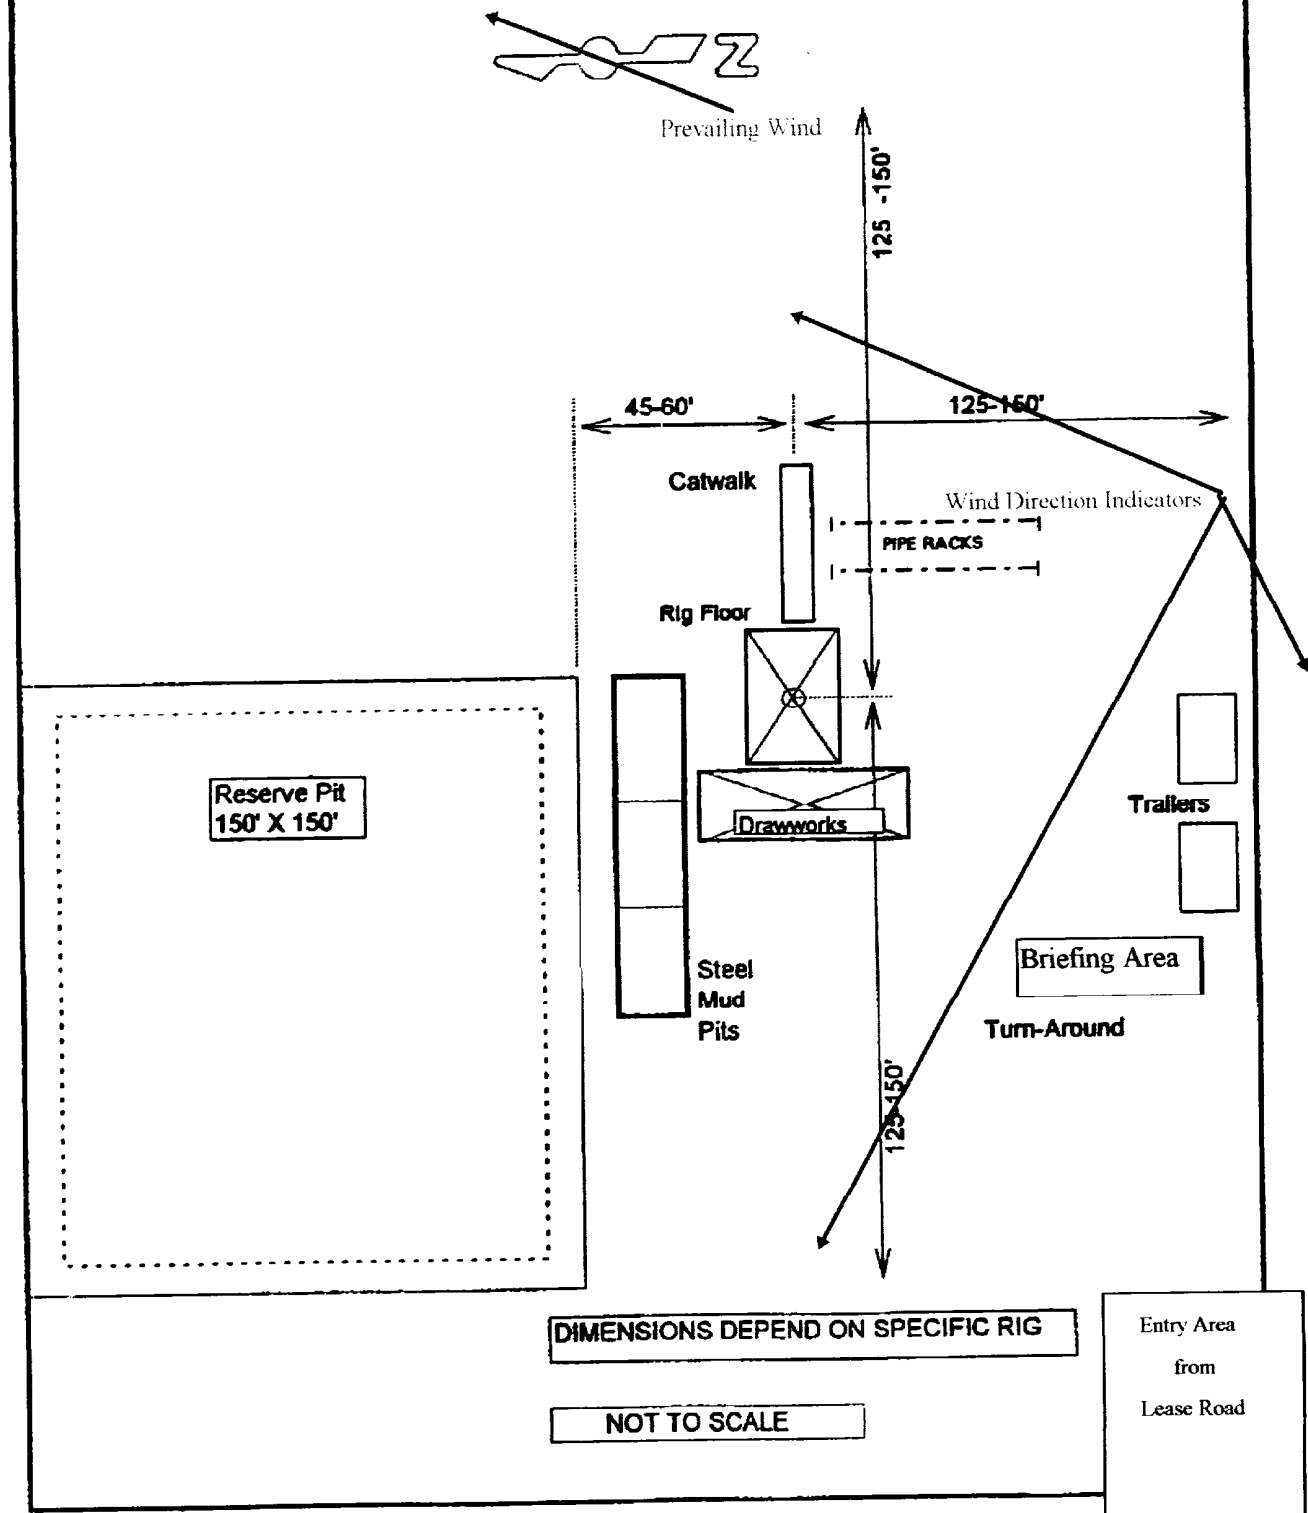 N
Prevailing Wind
125 -150'
45-60'
125-150'
Catwalk
Wind Direction Indicators
PIPE RACKS
Rig Floor
Reserve Pit
150' X 150'
Trailers
Drawworks
Briefing Area
Steel
Mud
Pits
Turn-Around
125-150'
DIMENSIONS DEPEND ON SPECIFIC RIG
NOT TO SCALE
Entry Area
from
Lease Road